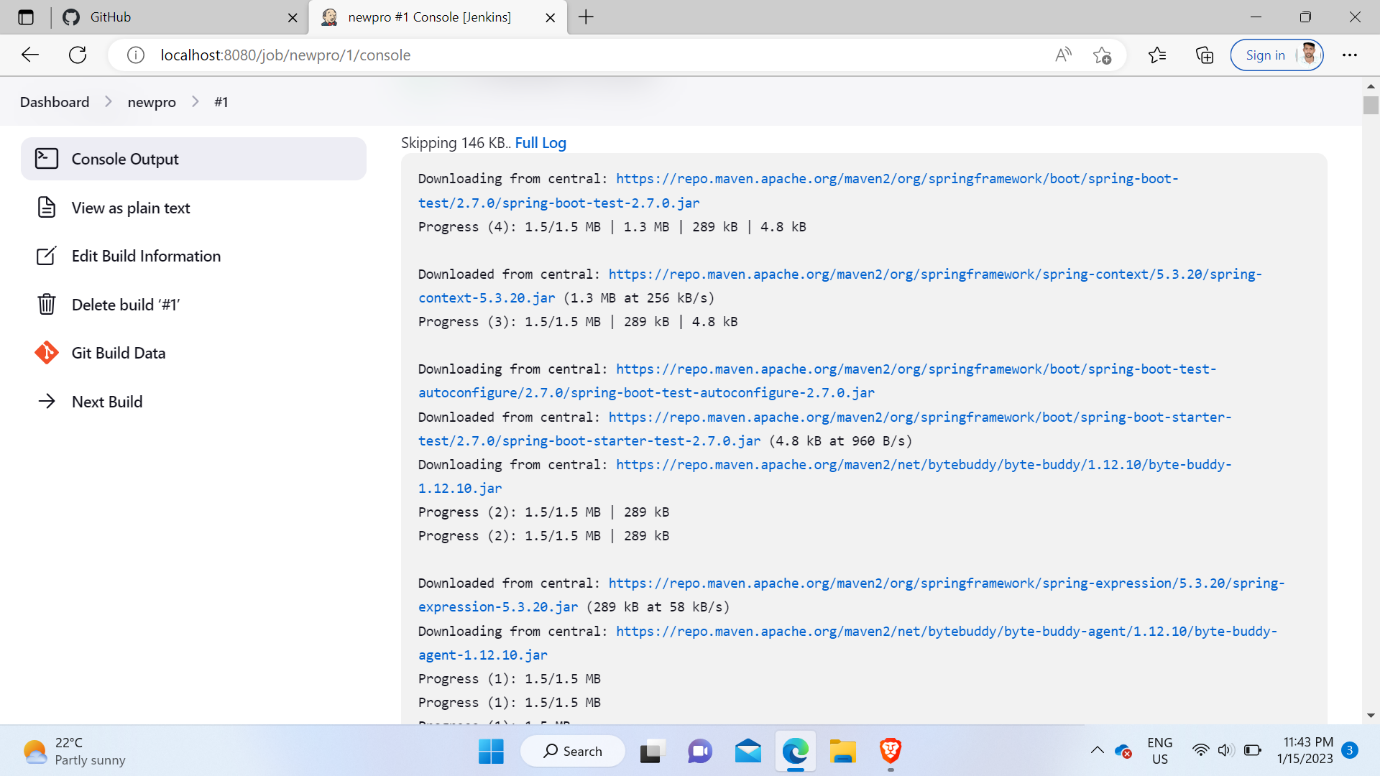 GitHub
newpro #1 Console [Jenkins]
localhost:8080/job/newpro/1/console
Sign in
Dashboard > newpro > #1
Console Output
View as plain text
Edit Build Information
Delete build ‘#1’
Git Build Data
Next Build
Skipping 146 KB.. Full Log
Downloading from central: https://repo.maven.apache.org/maven2/org/springframework/boot/spring-boot-
test/2.7.0/spring-boot-test-2.7.0.jar
Progress (4): 1.5/1.5 MB | 1.3 MB | 289 kB | 4.8 kB
Downloaded from central: https://repo.maven.apache.org/maven2/org/springframework/spring-context/5.3.20/spring-
context-5.3.20.jar (1.3 MB at 256 kB/s)
Progress (3): 1.5/1.5 MB | 289 kB | 4.8 kB
Downloading from central: https://repo.maven.apache.org/maven2/org/springframework/boot/spring-boot-test-
autoconfigure/2.7.0/spring-boot-test-autoconfigure-2.7.0.jar
Downloaded from central: https://repo.maven.apache.org/maven2/org/springframework/boot/spring-boot-starter-
test/2.7.0/spring-boot-starter-test-2.7.0.jar (4.8 kB at 960 B/s)
Downloading from central: https://repo.maven.apache.org/maven2/net/bytebuddy/byte-buddy/1.12.10/byte-buddy-
1.12.10.jar
Progress (2): 1.5/1.5 MB | 289 kB
Progress (2): 1.5/1.5 MB | 289 kB
Downloaded from central: https://repo.maven.apache.org/maven2/org/springframework/spring-expression/5.3.20/spring-
expression-5.3.20.jar (289 kB at 58 kB/s)
Downloading from central: https://repo.maven.apache.org/maven2/net/bytebuddy/byte-buddy-agent/1.12.10/byte-buddy-
agent-1.12.10.jar
Progress (1): 1.5/1.5 MB
Progress (1): 1.5/1.5 MB
Progress (1): 1.5 MB
22°C
Partly sunny
Search
ENG
US
11:43 PM
1/15/2023
3